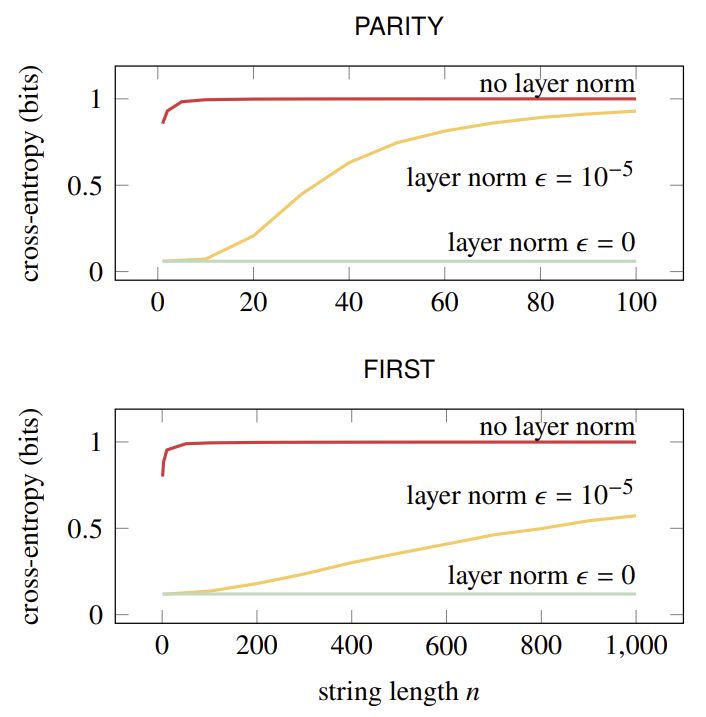 PARITY
cross-entropy (bits)
1
0.5
0
no layer norm
layer norm ϵ = 10⁻⁵
layer norm ϵ = 0
0 20 40 60 80 100
FIRST
cross-entropy (bits)
1
0.5
0
no layer norm
layer norm ϵ = 10⁻⁵
layer norm ϵ = 0
0 200 400 600 800 1,000
string length n